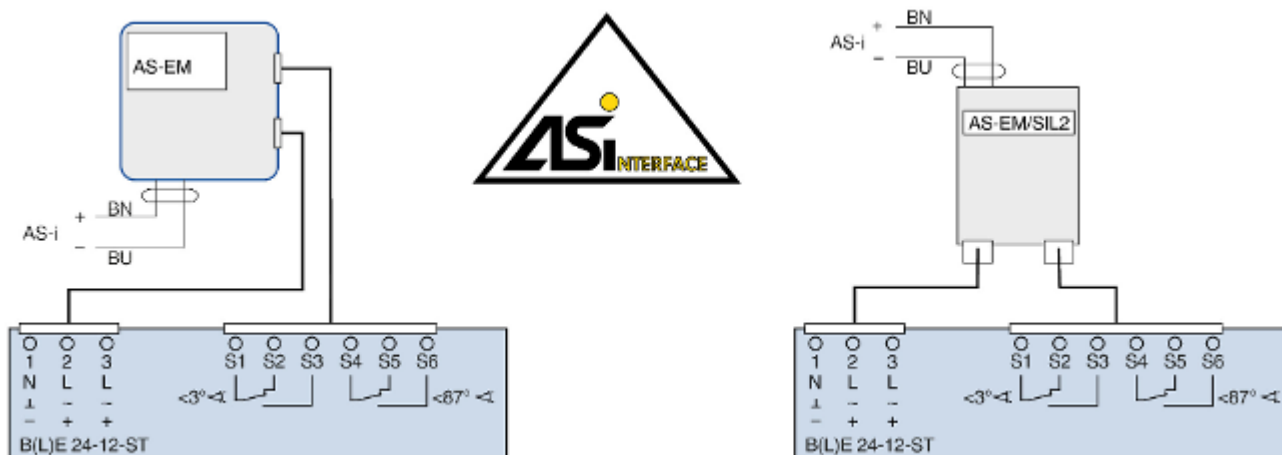 AS-EM
AS-i
+ BN
− BU
1 2 3 S1 S2 S3 S4 S5 S6
N L L
⊥ ~ ~
− + +
<3°∢ <87°∢
B(L)E 24-12-ST
ASi NTERFACE
AS-i
+ BN
− BU
AS-EM/SIL2
1 2 3 S1 S2 S3 S4 S5 S6
N L L
⊥ ~ ~
− + +
<3°∢ <87°∢
B(L)E 24-12-ST